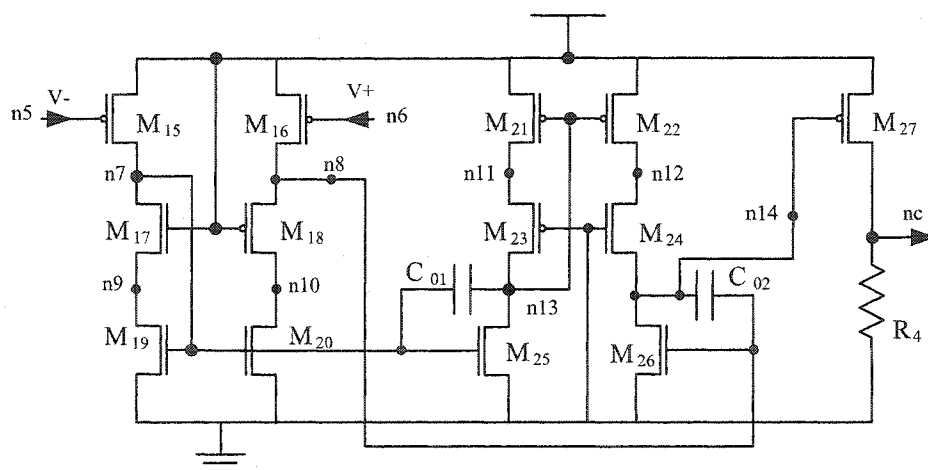 V- V+
n5 n6
M15 M16 M21 M22 M27
n7 n8 n11 n12
n14 nc
M17 M18 M23 M24
n9 n10 C01 n13 C02
M19 M20 M25 M26 R4